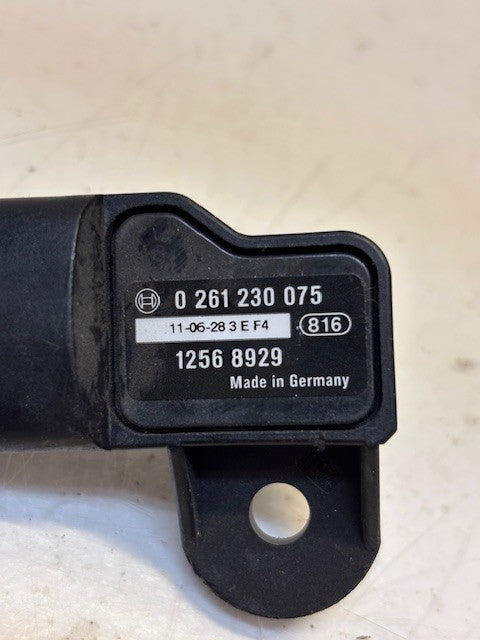 0 261 230 075
11-06-28 3 E F4 816
1256 8929
Made in Germany